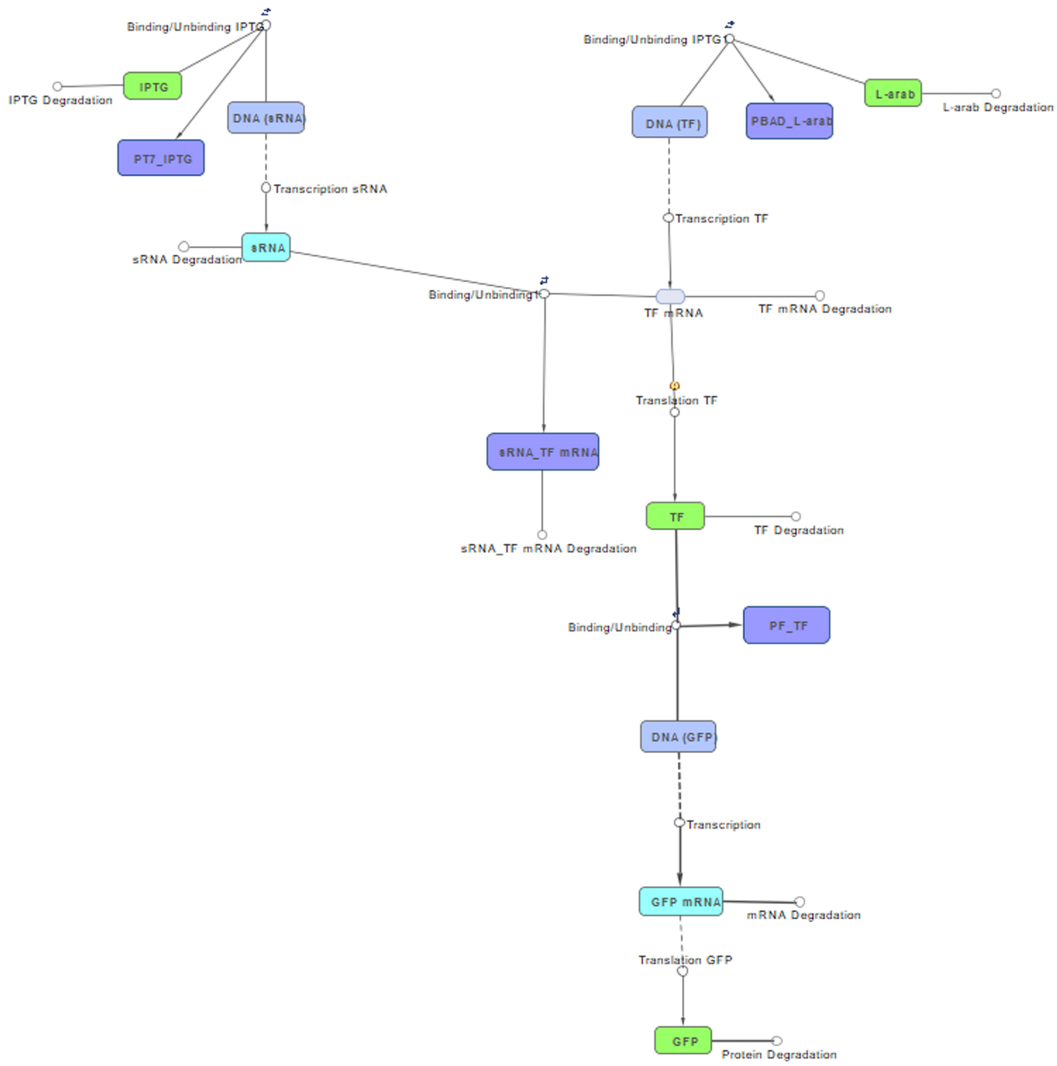 Binding/Unbinding IPTG
Binding/Unbinding IPTG1
IPTG
IPTG Degradation
L-arab
L-arab Degradation
DNA (sRNA)
DNA (TF)
PBAD_L-arab
PT7_IPTG
Transcription sRNA
Transcription TF
sRNA
sRNA Degradation
Binding/Unbinding1
TF mRNA
TF mRNA Degradation
Translation TF
sRNA_TF mRNA
sRNA_TF mRNA Degradation
TF
TF Degradation
Binding/Unbinding
PF_TF
DNA (GFP)
Transcription
GFP mRNA
mRNA Degradation
Translation GFP
GFP
Protein Degradation